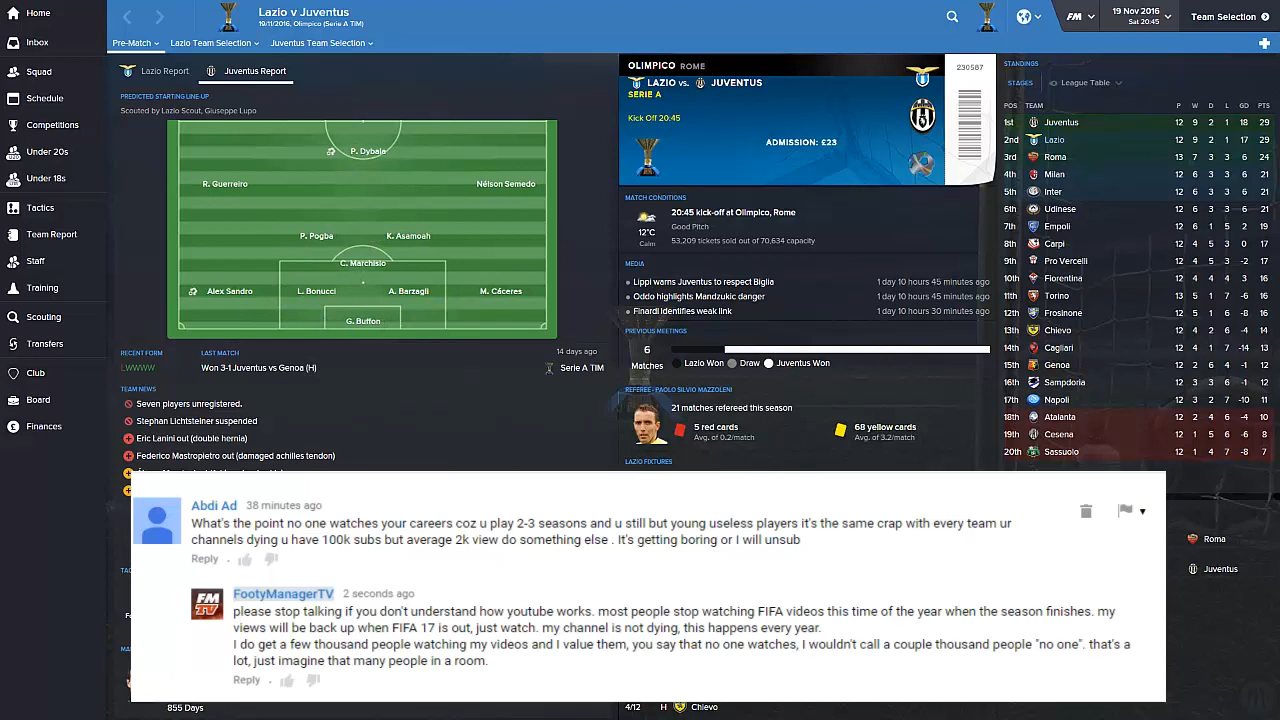 Home
Inbox
Squad
Schedule
Competitions
Under 20s
Under 18s
Tactics
Team Report
Staff
Training
Scouting
Transfers
Club
Board
Finances
Lazio v Juventus
19/11/2016, Olimpico (Serie A TIM)
FM
19 Nov 2016
Sat 20:45
Team Selection
Pre-Match
Lazio Team Selection
Juventus Team Selection
Lazio Report
Juventus Report
PREDICTED STARTING LINE-UP
Scouted by Lazio Scout, Giuseppe Lupo
P. Dybala
R. Guerreiro
Nélson Semedo
P. Pogba
K. Asamoah
C. Marchisio
Alex Sandro
L. Bonucci
A. Barzagli
M. Cáceres
G. Buffon
RECENT FORM
LWWWW
LAST MATCH
Won 3-1 Juventus vs Genoa (H)
14 days ago
Serie A TIM
TEAM NEWS
Seven players unregistered.
Stephan Lichtsteiner suspended
Eric Lanini out (double hernia)
Federico Mastropietro out (damaged achilles tendon)
855 Days
OLIMPICO ROME
LAZIO vs. JUVENTUS
SERIE A
Kick Off 20:45
ADMISSION: £23
230587
MATCH CONDITIONS
12°C
Calm
20:45 kick-off at Olimpico, Rome
Good Pitch
53,209 tickets sold out of 70,634 capacity
MEDIA
Lippi warns Juventus to respect Biglia 1 day 10 hours 45 minutes ago
Oddo highlights Mandzukic danger 1 day 10 hours 45 minutes ago
Finardi identifies weak link 1 day 10 hours 30 minutes ago
PREVIOUS MEETINGS
6
Matches
Lazio Won Draw Juventus Won
REFEREE - PAOLO SILVIO MAZZOLENI
21 matches refereed this season
5 red cards
Avg. of 0.2/match
68 yellow cards
Avg. of 3.2/match
LAZIO FIXTURES
4/12 H Chievo
STANDINGS
STAGES League Table
POS TEAM P W D L GD PTS
1st Juventus 12 9 2 1 18 29
2nd Lazio 12 9 2 1 17 29
3rd Roma 13 7 3 3 6 24
4th Milan 12 6 3 3 6 21
5th Inter 12 6 3 3 6 21
6th Udinese 12 6 3 3 6 21
7th Empoli 12 6 1 5 2 19
8th Carpi 12 4 5 3 0 17
9th Pro Vercelli 12 4 5 3 -1 17
10th Fiorentina 12 4 4 4 3 16
11th Torino 13 5 1 7 -6 16
12th Frosinone 12 5 1 6 -8 16
13th Chievo 12 4 2 6 -4 14
14th Cagliari 12 4 1 7 -14 13
15th Genoa 12 2 6 4 -1 12
16th Sampdoria 12 3 3 6 -1 12
17th Napoli 12 3 2 7 -10 11
18th Atalanta 12 2 4 6 -4 10
19th Cesena 12 1 5 6 -6 8
20th Sassuolo 12 1 4 7 -8 7
Roma
Juventus
Abdi Ad 38 minutes ago
What's the point no one watches your careers coz u play 2-3 seasons and u still but young useless players it's the same crap with every team ur
channels dying u have 100k subs but average 2k view do something else . It's getting boring or I will unsub
Reply
FM TV
FootyManagerTV 2 seconds ago
please stop talking if you don't understand how youtube works. most people stop watching FIFA videos this time of the year when the season finishes. my
views will be back up when FIFA 17 is out, just watch. my channel is not dying, this happens every year.
I do get a few thousand people watching my videos and I value them, you say that no one watches, I wouldn't call a couple thousand people "no one". that's a
lot, just imagine that many people in a room.
Reply